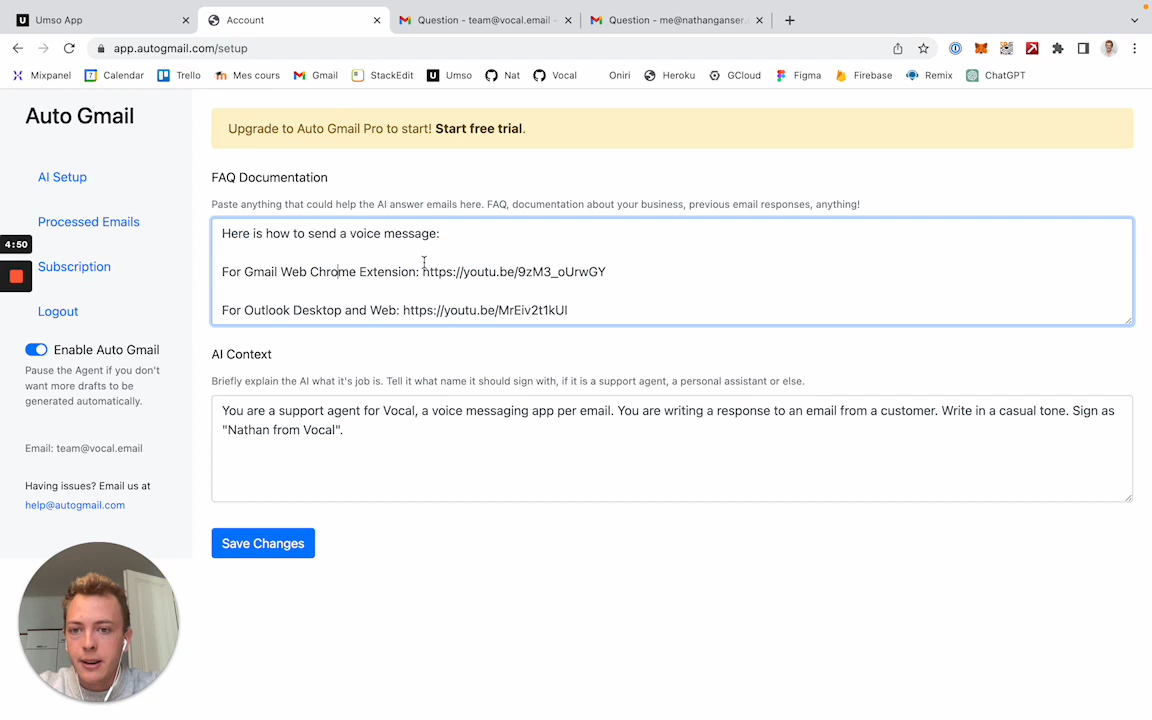 Umso App
Account
Question - team@vocal.email -
Question - me@nathanganser.
app.autogmail.com/setup
Mixpanel
Calendar
Trello
Mes cours
Gmail
StackEdit
Umso
Nat
Vocal
Oniri
Heroku
GCloud
Figma
Firebase
Remix
ChatGPT
Auto Gmail
AI Setup
Processed Emails
4:50
Subscription
Logout
Enable Auto Gmail
Pause the Agent if you don't
want more drafts to be
generated automatically.
Email: team@vocal.email
Having issues? Email us at
help@autogmail.com
Upgrade to Auto Gmail Pro to start! Start free trial.
FAQ Documentation
Paste anything that could help the AI answer emails here. FAQ, documentation about your business, previous email responses, anything!
Here is how to send a voice message:
For Gmail Web Chrome Extension: https://youtu.be/9zM3_oUrwGY
For Outlook Desktop and Web: https://youtu.be/MrEiv2t1kUI
AI Context
Briefly explain the AI what it's job is. Tell it what name it should sign with, if it is a support agent, a personal assistant or else.
You are a support agent for Vocal, a voice messaging app per email. You are writing a response to an email from a customer. Write in a casual tone. Sign as
"Nathan from Vocal".
Save Changes